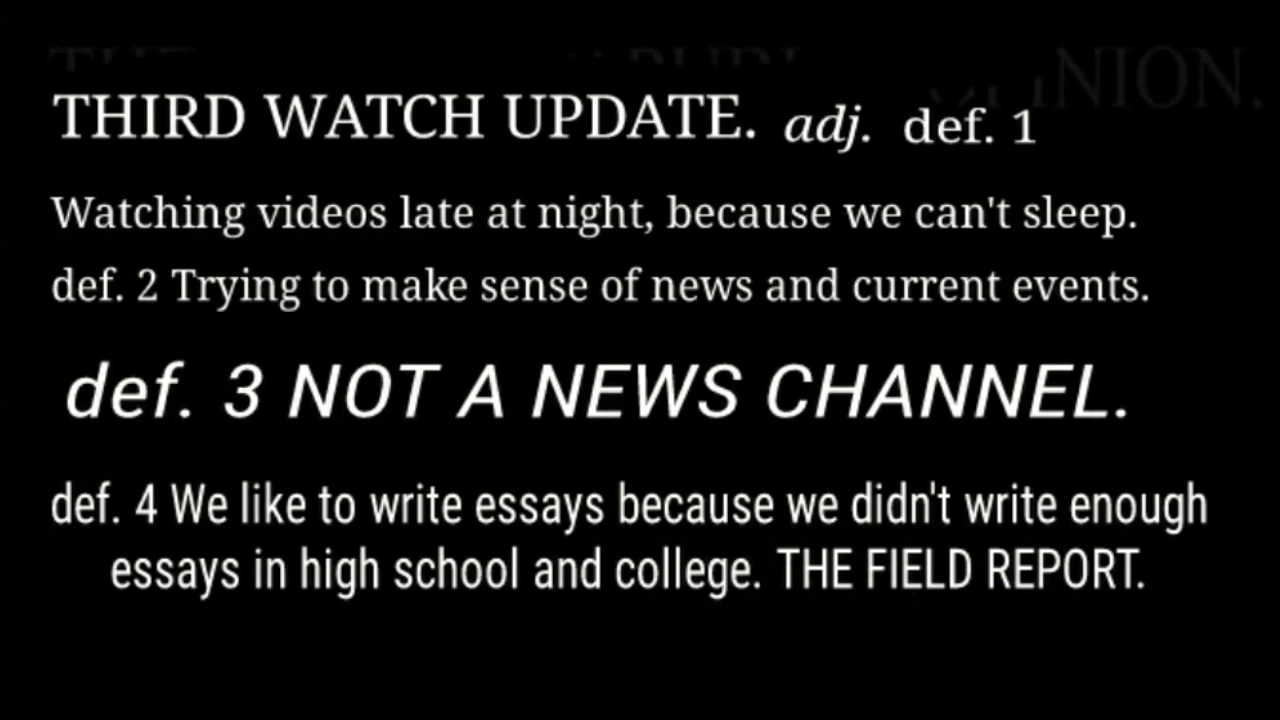 THIRD WATCH UPDATE. adj. def. 1
Watching videos late at night, because we can't sleep.
def. 2 Trying to make sense of news and current events.
def. 3 NOT A NEWS CHANNEL.
def. 4 We like to write essays because we didn't write enough
essays in high school and college. THE FIELD REPORT.